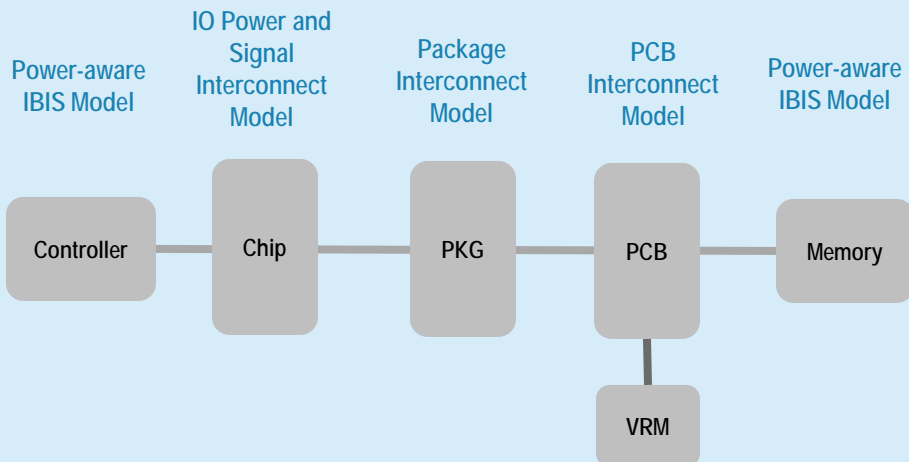 Power-aware
IBIS Model
IO Power and
Signal
Interconnect
Model
Package
Interconnect
Model
PCB
Interconnect
Model
Power-aware
IBIS Model
Controller
Chip
PKG
PCB
Memory
VRM